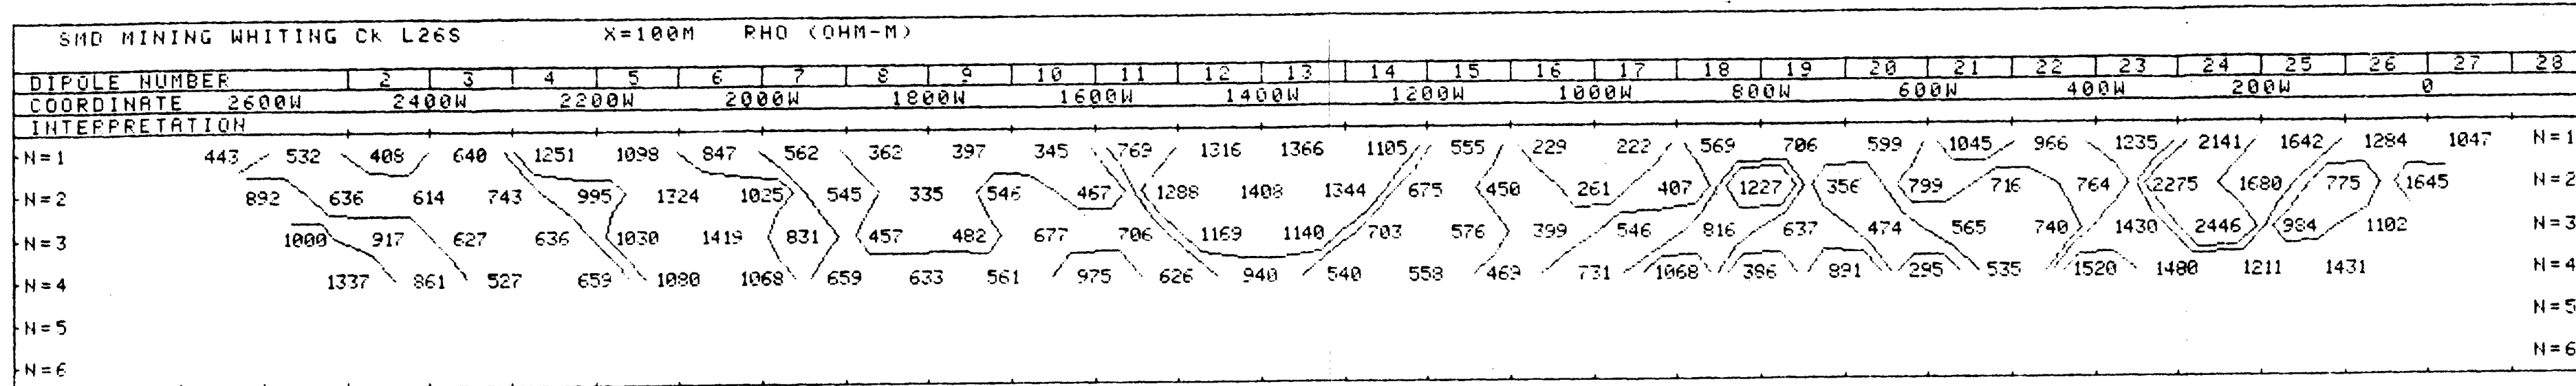 SMD MINING WHITING CK L26S X=100M RHO (OHM-M)
DIPOLE NUMBER 2 3 4 5 6 7 8 9 10 11 12 13 14 15 16 17 18 19 20 21 22 23 24 25 26 27 28
COORDINATE 2600W 2400W 2200W 2000W 1800W 1600W 1400W 1200W 1000W 800W 600W 400W 200W 0
INTERPRETATION
N=1 443 532 408 640 1251 1098 847 562 362 397 345 769 1316 1366 1105 555 229 222 569 706 599 1045 966 1235 2141 1642 1284 1047 N=1
N=2 892 636 614 743 995 1324 1025 545 335 546 467 1288 1408 1344 675 450 261 407 1227 356 799 716 764 2275 1680 775 1645 N=2
N=3 1000 917 627 636 1030 1419 831 457 482 677 706 1169 1140 703 576 399 546 816 637 474 565 740 1430 2446 984 1102 N=3
N=4 1337 861 527 659 1080 1068 659 633 561 975 626 940 540 558 469 731 1068 386 891 295 535 1520 1480 1211 1431 N=4
N=5 N=5
N=6 N=6